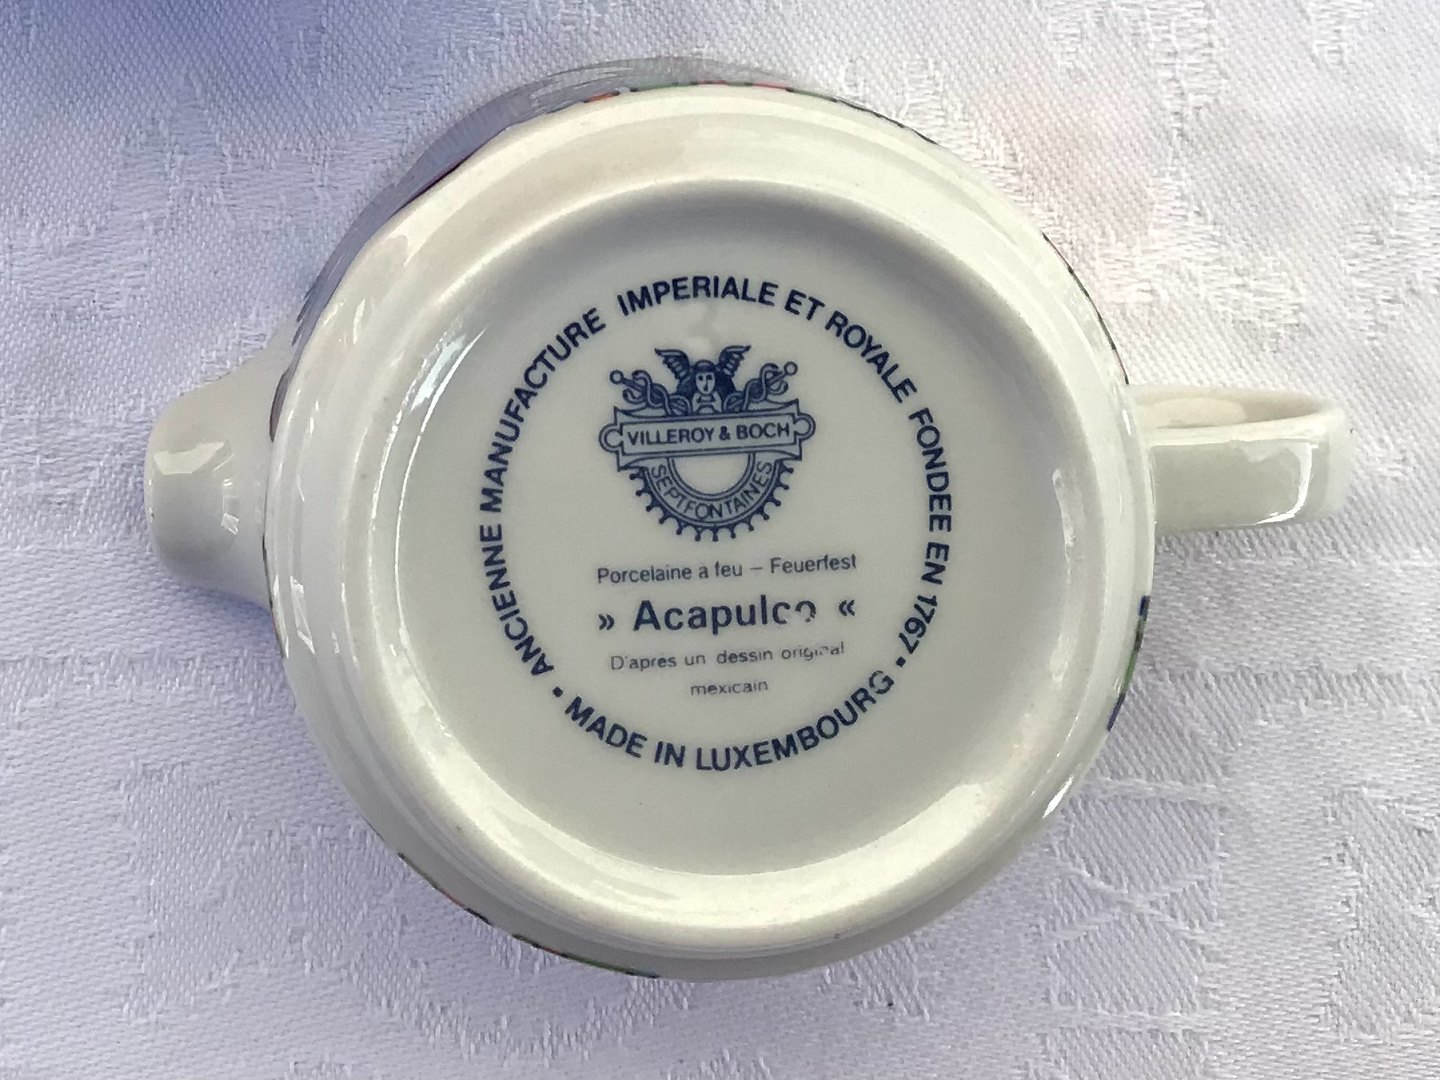 ANCIENNE MANUFACTURE IMPERIALE ET ROYALE FONDEE EN 1767 •
VILLEROY & BOCH
SEPTFONTAINES
Porcelaine a feu – Feuerfest
» Acapulco «
D'apres un dessin original
mexicain
MADE IN LUXEMBOURG •